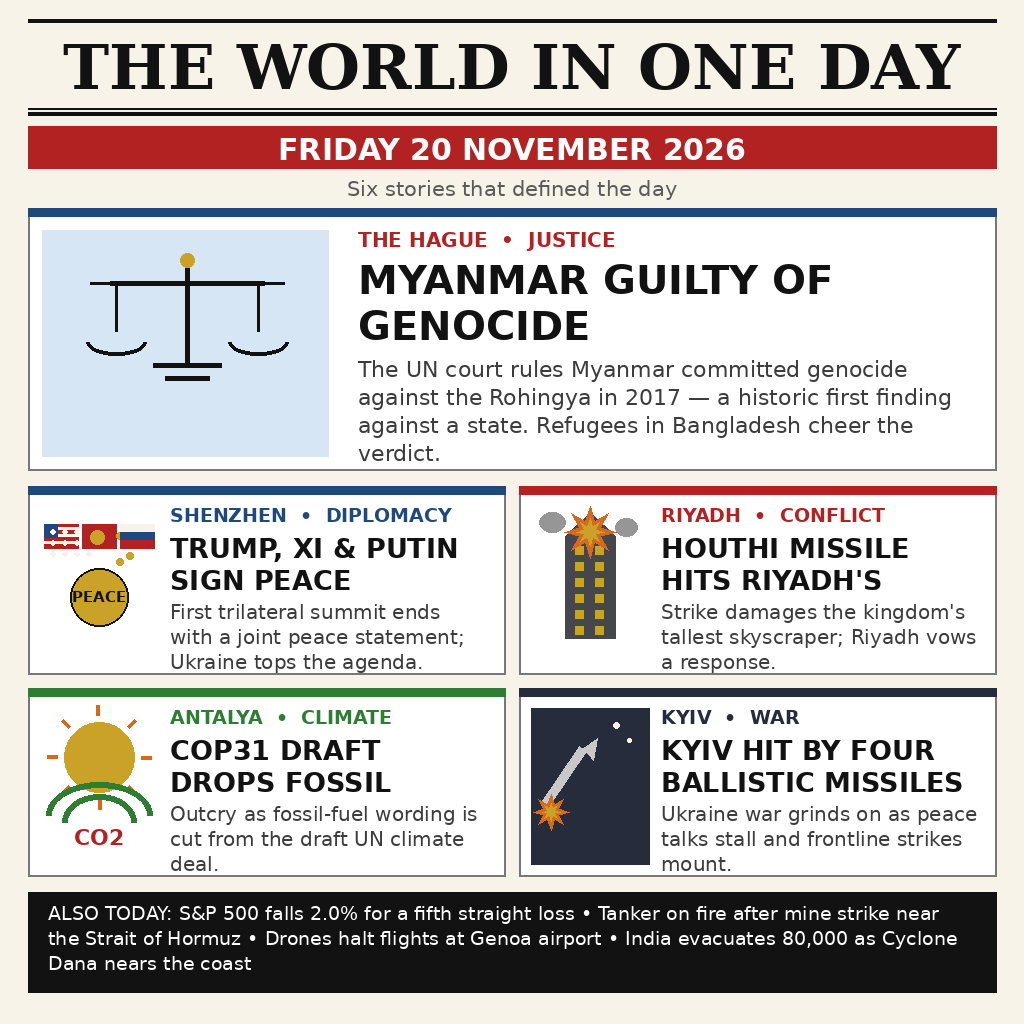 THE WORLD IN ONE DAY
FRIDAY 20 NOVEMBER 2026
Six stories that defined the day
THE HAGUE • JUSTICE
MYANMAR GUILTY OF
GENOCIDE
The UN court rules Myanmar committed genocide
against the Rohingya in 2017 — a historic first finding
against a state. Refugees in Bangladesh cheer the
verdict.
SHENZHEN • DIPLOMACY
TRUMP, XI & PUTIN
SIGN PEACE
First trilateral summit ends
with a joint peace statement;
Ukraine tops the agenda.
PEACE
RIYADH • CONFLICT
HOUTHI MISSILE
HITS RIYADH'S
Strike damages the kingdom's
tallest skyscraper; Riyadh vows
a response.
ANTALYA • CLIMATE
COP31 DRAFT
DROPS FOSSIL
Outcry as fossil-fuel wording is
cut from the draft UN climate
deal.
CO2
KYIV • WAR
KYIV HIT BY FOUR
BALLISTIC MISSILES
Ukraine war grinds on as peace
talks stall and frontline strikes
mount.
ALSO TODAY: S&P 500 falls 2.0% for a fifth straight loss • Tanker on fire after mine strike near
the Strait of Hormuz • Drones halt flights at Genoa airport • India evacuates 80,000 as Cyclone
Dana nears the coast